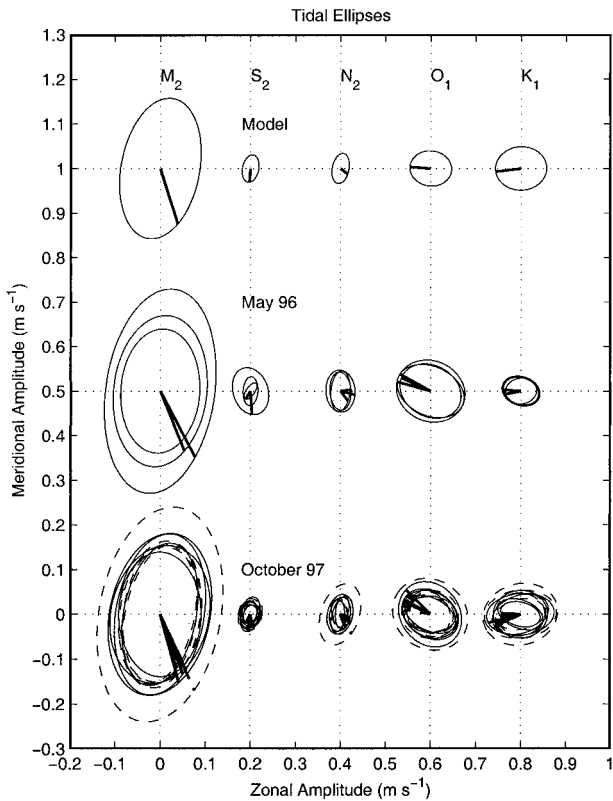 Tidal Ellipses
M₂ S₂ N₂ O₁ K₁
Model
May 96
October 97
1.3
1.2
1.1
1
0.9
0.8
0.7
0.6
0.5
0.4
0.3
0.2
0.1
0
−0.1
−0.2
−0.3
Meridional Amplitude (m s⁻¹)
−0.2 −0.1 0 0.1 0.2 0.3 0.4 0.5 0.6 0.7 0.8 0.9 1
Zonal Amplitude (m s⁻¹)